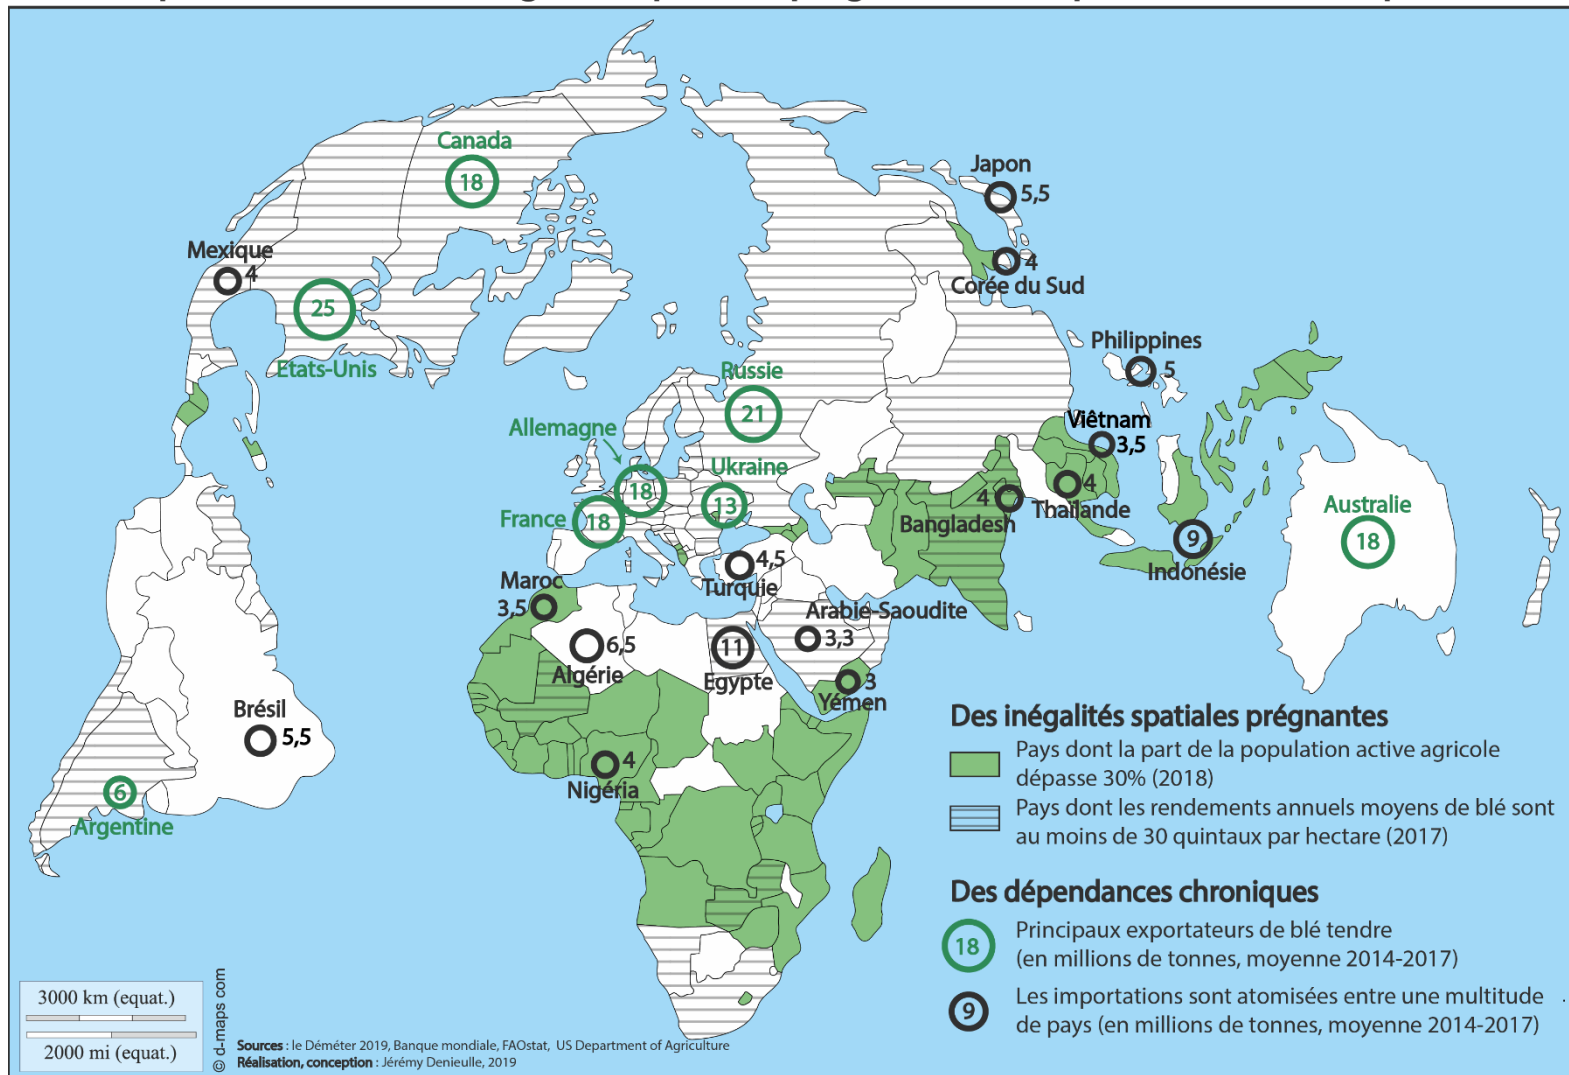 Canada
18
Japon
5,5
Mexique
4
4
Corée du Sud
25
Etats-Unis
Philippines
5
Russie
21
Allemagne
18
Ukraine
13
France
18
Viêtnam
3,5
4
Thaïlande
4
Bangladesh
9
Indonésie
Australie
18
Maroc
3,5
4,5
Turquie
Arabie-Saoudite
3,3
6,5
Algérie
11
Egypte
3
Yémen
Brésil
5,5
4
Nigéria
6
Argentine
Des inégalités spatiales prégnantes
Pays dont la part de la population active agricole
dépasse 30% (2018)
Pays dont les rendements annuels moyens de blé sont
au moins de 30 quintaux par hectare (2017)
Des dépendances chroniques
18
Principaux exportateurs de blé tendre
(en millions de tonnes, moyenne 2014-2017)
9
Les importations sont atomisées entre une multitude
de pays (en millions de tonnes, moyenne 2014-2017)
3000 km (equat.)
2000 mi (equat.)
© d-maps com
Sources : le Déméter 2019, Banque mondiale, FAOstat, US Department of Agriculture
Réalisation, conception : Jérémy Denieulle, 2019